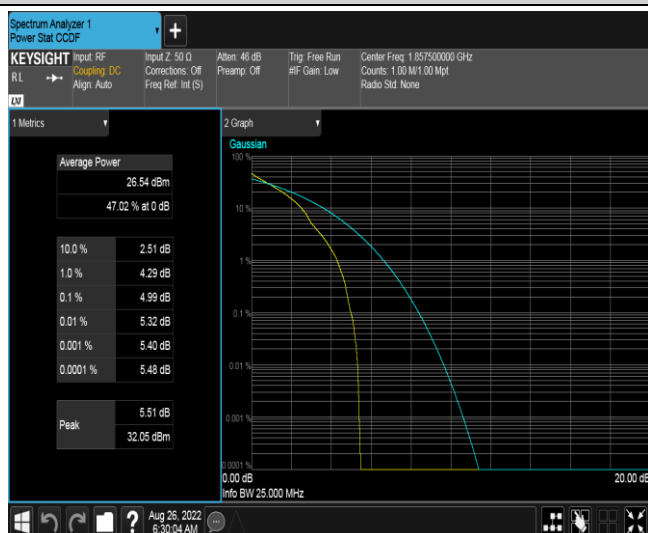 Spectrum Analyzer 1
Power Stat CCDF
KEYSIGHT
RL
LXI
Input: RF
Coupling: DC
Align: Auto
Input Z: 50 Ω
Corrections: Off
Freq Ref: Int (S)
Atten: 46 dB
Preamp: Off
Trig: Free Run
#IF Gain: Low
Center Freq: 1.857500000 GHz
Counts: 1.00 M/1.00 Mpt
Radio Std: None
1 Metrics
Average Power
26.54 dBm
47.02 % at 0 dB
10.0 % 2.51 dB
1.0 % 4.29 dB
0.1 % 4.99 dB
0.01 % 5.32 dB
0.001 % 5.40 dB
0.0001 % 5.48 dB
Peak
5.51 dB
32.05 dBm
2 Graph
Gaussian
100 %
10 %
1 %
0.1 %
0.01 %
0.001 %
0.0001 %
0.00 dB
20.00 dB
Info BW 25.000 MHz
?
Aug 26, 2022
6:30:04 AM